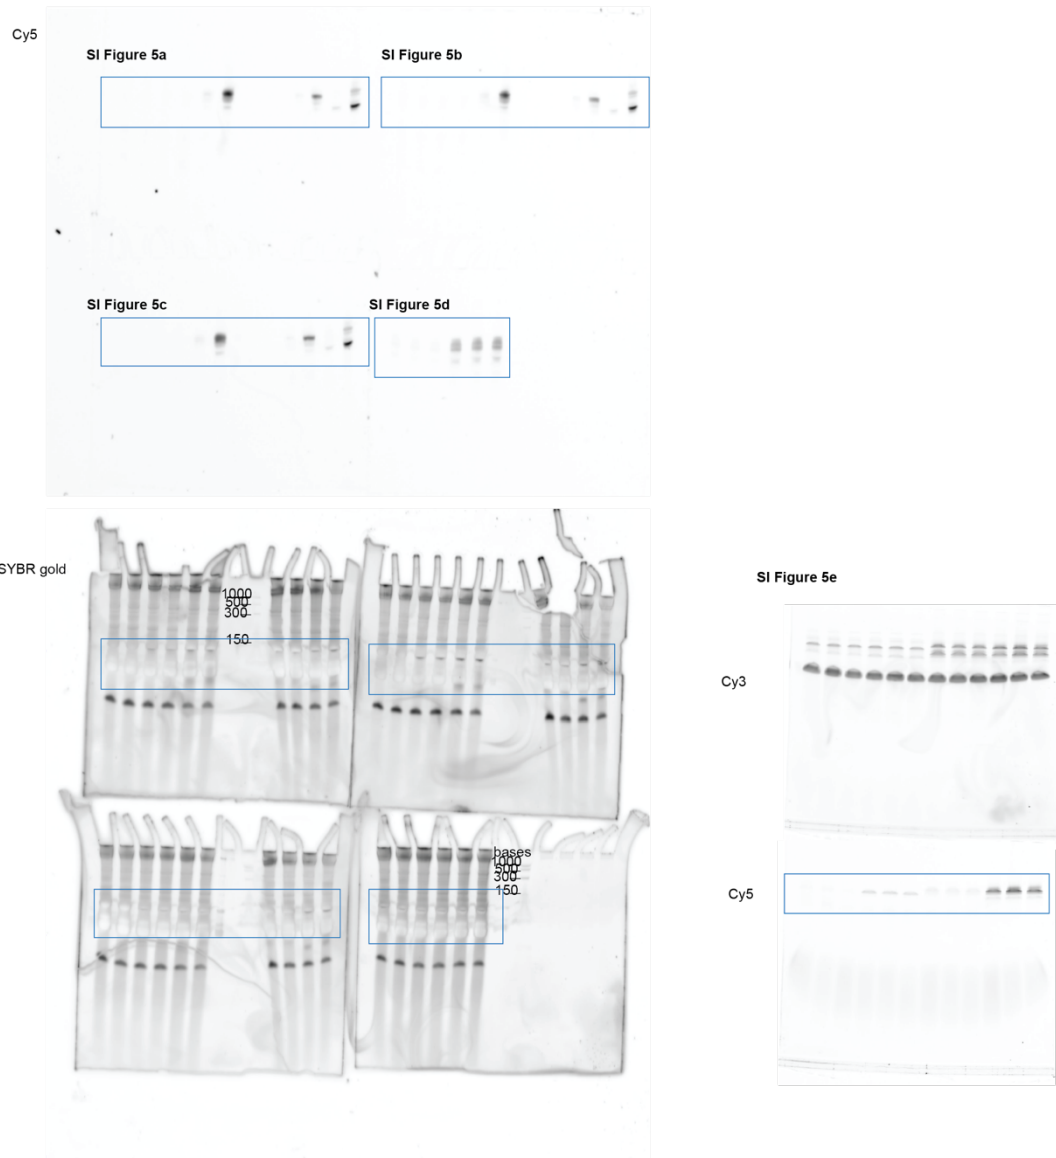 Cy5
SI Figure 5a
SI Figure 5b
SI Figure 5c
SI Figure 5d
SYBR gold
1000
500
300
150
bases
1000
500
300
150
SI Figure 5e
Cy3
Cy5